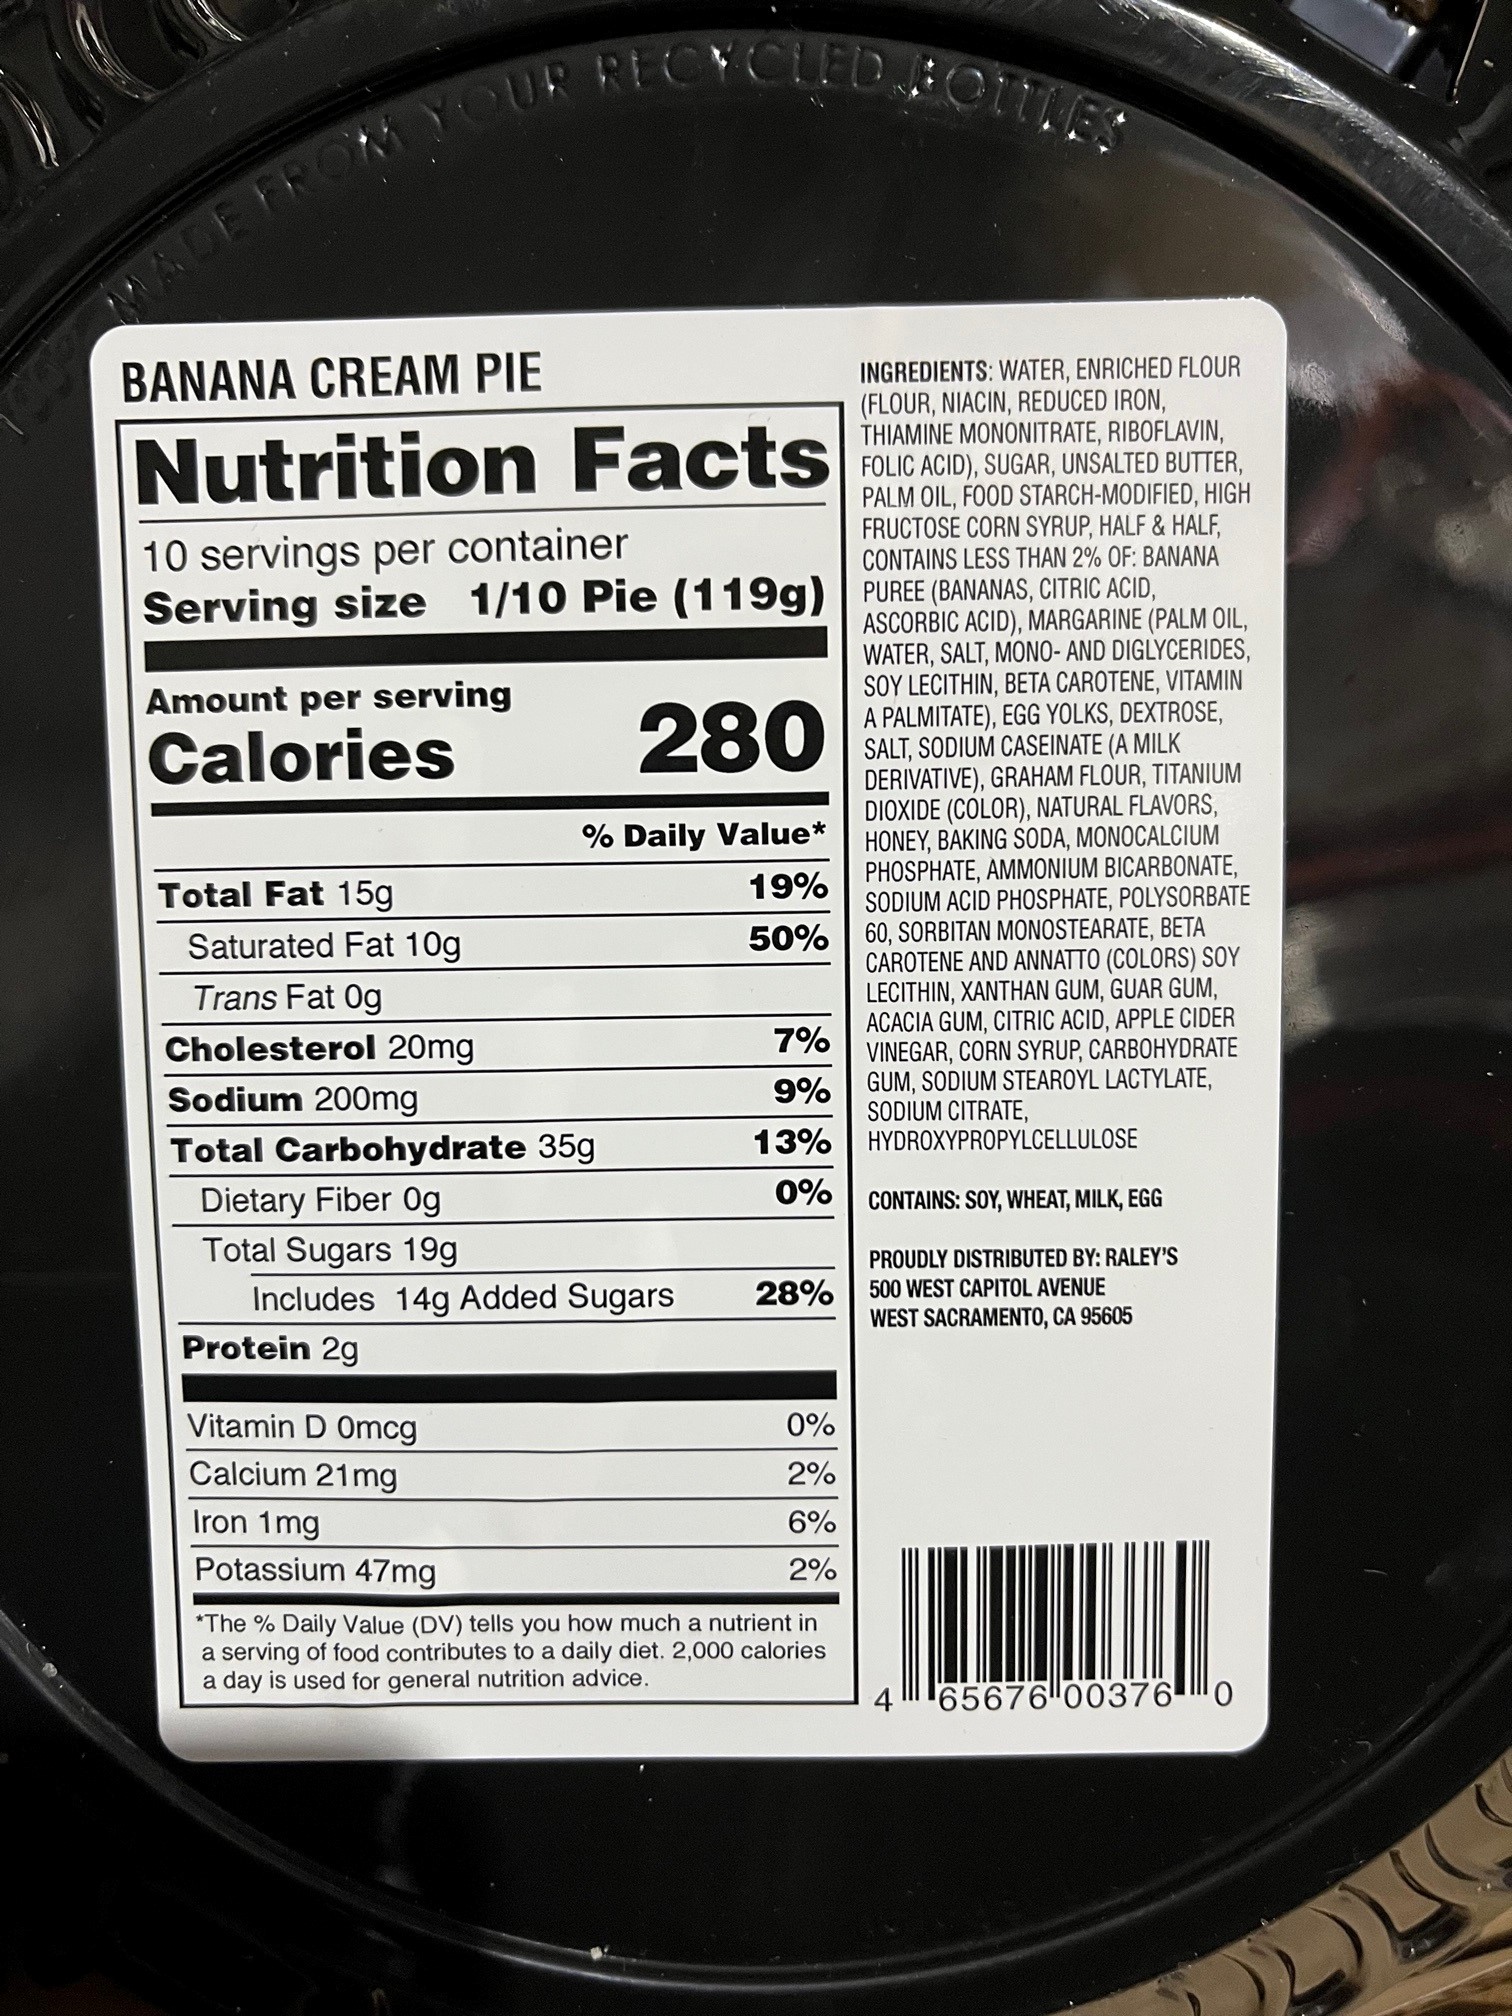 MADE FROM YOUR RECYCLED BOTTLES
BANANA CREAM PIE
Nutrition Facts
10 servings per container
Serving size 1/10 Pie (119g)
Amount per serving
Calories 280
% Daily Value*
Total Fat 15g 19%
Saturated Fat 10g 50%
Trans Fat 0g
Cholesterol 20mg 7%
Sodium 200mg 9%
Total Carbohydrate 35g 13%
Dietary Fiber 0g 0%
Total Sugars 19g
Includes 14g Added Sugars 28%
Protein 2g
Vitamin D 0mcg 0%
Calcium 21mg 2%
Iron 1mg 6%
Potassium 47mg 2%
*The % Daily Value (DV) tells you how much a nutrient in
a serving of food contributes to a daily diet. 2,000 calories
a day is used for general nutrition advice.
INGREDIENTS: WATER, ENRICHED FLOUR
(FLOUR, NIACIN, REDUCED IRON,
THIAMINE MONONITRATE, RIBOFLAVIN,
FOLIC ACID), SUGAR, UNSALTED BUTTER,
PALM OIL, FOOD STARCH-MODIFIED, HIGH
FRUCTOSE CORN SYRUP, HALF & HALF,
CONTAINS LESS THAN 2% OF: BANANA
PUREE (BANANAS, CITRIC ACID,
ASCORBIC ACID), MARGARINE (PALM OIL,
WATER, SALT, MONO- AND DIGLYCERIDES,
SOY LECITHIN, BETA CAROTENE, VITAMIN
A PALMITATE), EGG YOLKS, DEXTROSE,
SALT, SODIUM CASEINATE (A MILK
DERIVATIVE), GRAHAM FLOUR, TITANIUM
DIOXIDE (COLOR), NATURAL FLAVORS,
HONEY, BAKING SODA, MONOCALCIUM
PHOSPHATE, AMMONIUM BICARBONATE,
SODIUM ACID PHOSPHATE, POLYSORBATE
60, SORBITAN MONOSTEARATE, BETA
CAROTENE AND ANNATTO (COLORS) SOY
LECITHIN, XANTHAN GUM, GUAR GUM,
ACACIA GUM, CITRIC ACID, APPLE CIDER
VINEGAR, CORN SYRUP, CARBOHYDRATE
GUM, SODIUM STEAROYL LACTYLATE,
SODIUM CITRATE,
HYDROXYPROPYLCELLULOSE
CONTAINS: SOY, WHEAT, MILK, EGG
PROUDLY DISTRIBUTED BY: RALEY'S
500 WEST CAPITOL AVENUE
WEST SACRAMENTO, CA 95605
4 65676 00376 0